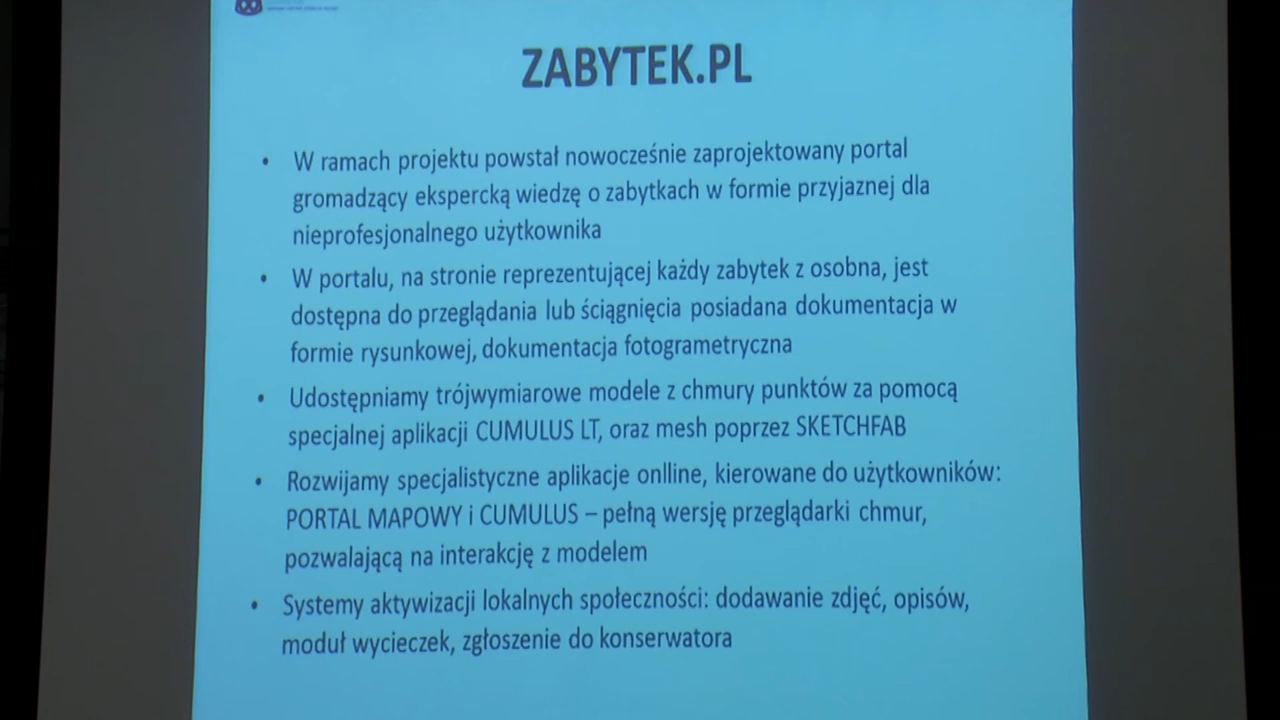 ZABYTEK.PL
• W ramach projektu powstał nowocześnie zaprojektowany portal
gromadzący ekspercką wiedzę o zabytkach w formie przyjaznej dla
nieprofesjonalnego użytkownika
• W portalu, na stronie reprezentującej każdy zabytek z osobna, jest
dostępna do przeglądania lub ściągnięcia posiadana dokumentacja w
formie rysunkowej, dokumentacja fotogrametryczna
• Udostępniamy trójwymiarowe modele z chmury punktów za pomocą
specjalnej aplikacji CUMULUS LT, oraz mesh poprzez SKETCHFAB
• Rozwijamy specjalistyczne aplikacje onlline, kierowane do użytkowników:
PORTAL MAPOWY i CUMULUS – pełną wersję przeglądarki chmur,
pozwalającą na interakcję z modelem
• Systemy aktywizacji lokalnych społeczności: dodawanie zdjęć, opisów,
moduł wycieczek, zgłoszenie do konserwatora